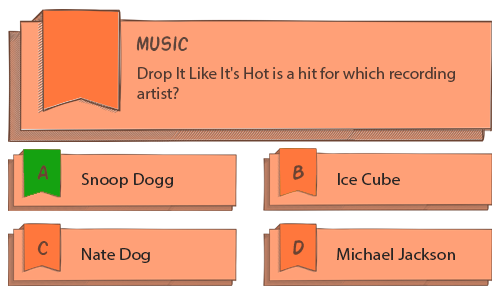 MUSIC
Drop It Like It's Hot is a hit for which recording
artist?
A Snoop Dogg
B Ice Cube
C Nate Dog
D Michael Jackson